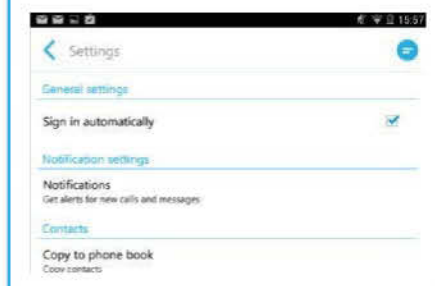 15:57
Settings
General settings
Sign in automatically
Notification settings
Notifications
Get alerts for new calls and messages
Contacts
Copy to phone book
Copy contacts